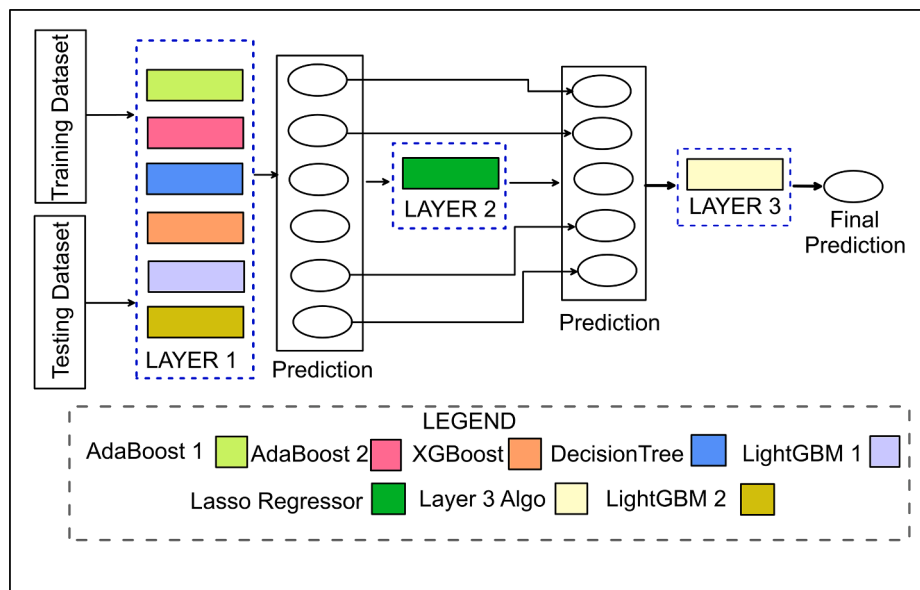 Training Dataset
Testing Dataset
LAYER 1
Prediction
LAYER 2
Prediction
LAYER 3
Final
Prediction
LEGEND
AdaBoost 1 AdaBoost 2 XGBoost DecisionTree LightGBM 1
Lasso Regressor Layer 3 Algo LightGBM 2